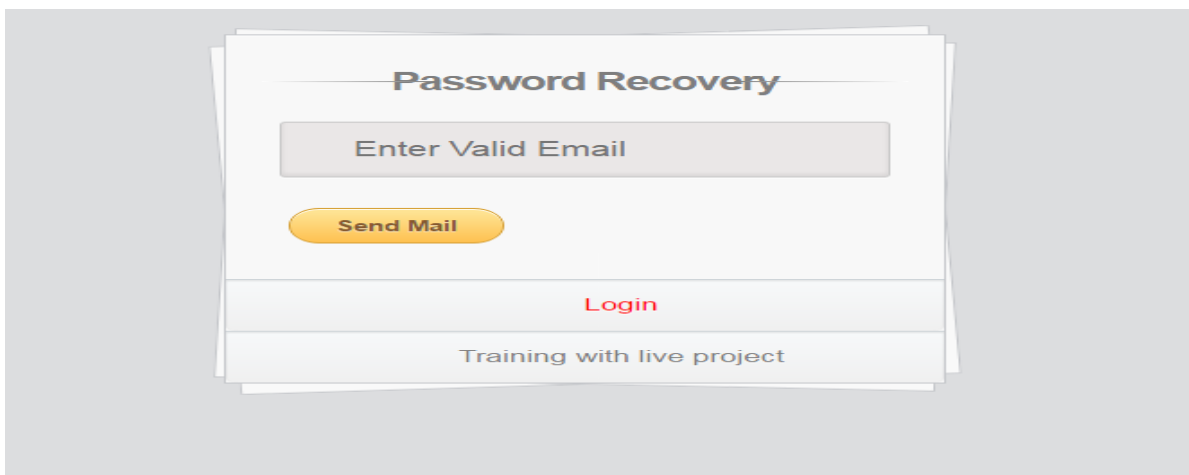 Password Recovery
Enter Valid Email
Send Mail
Login
Training with live project